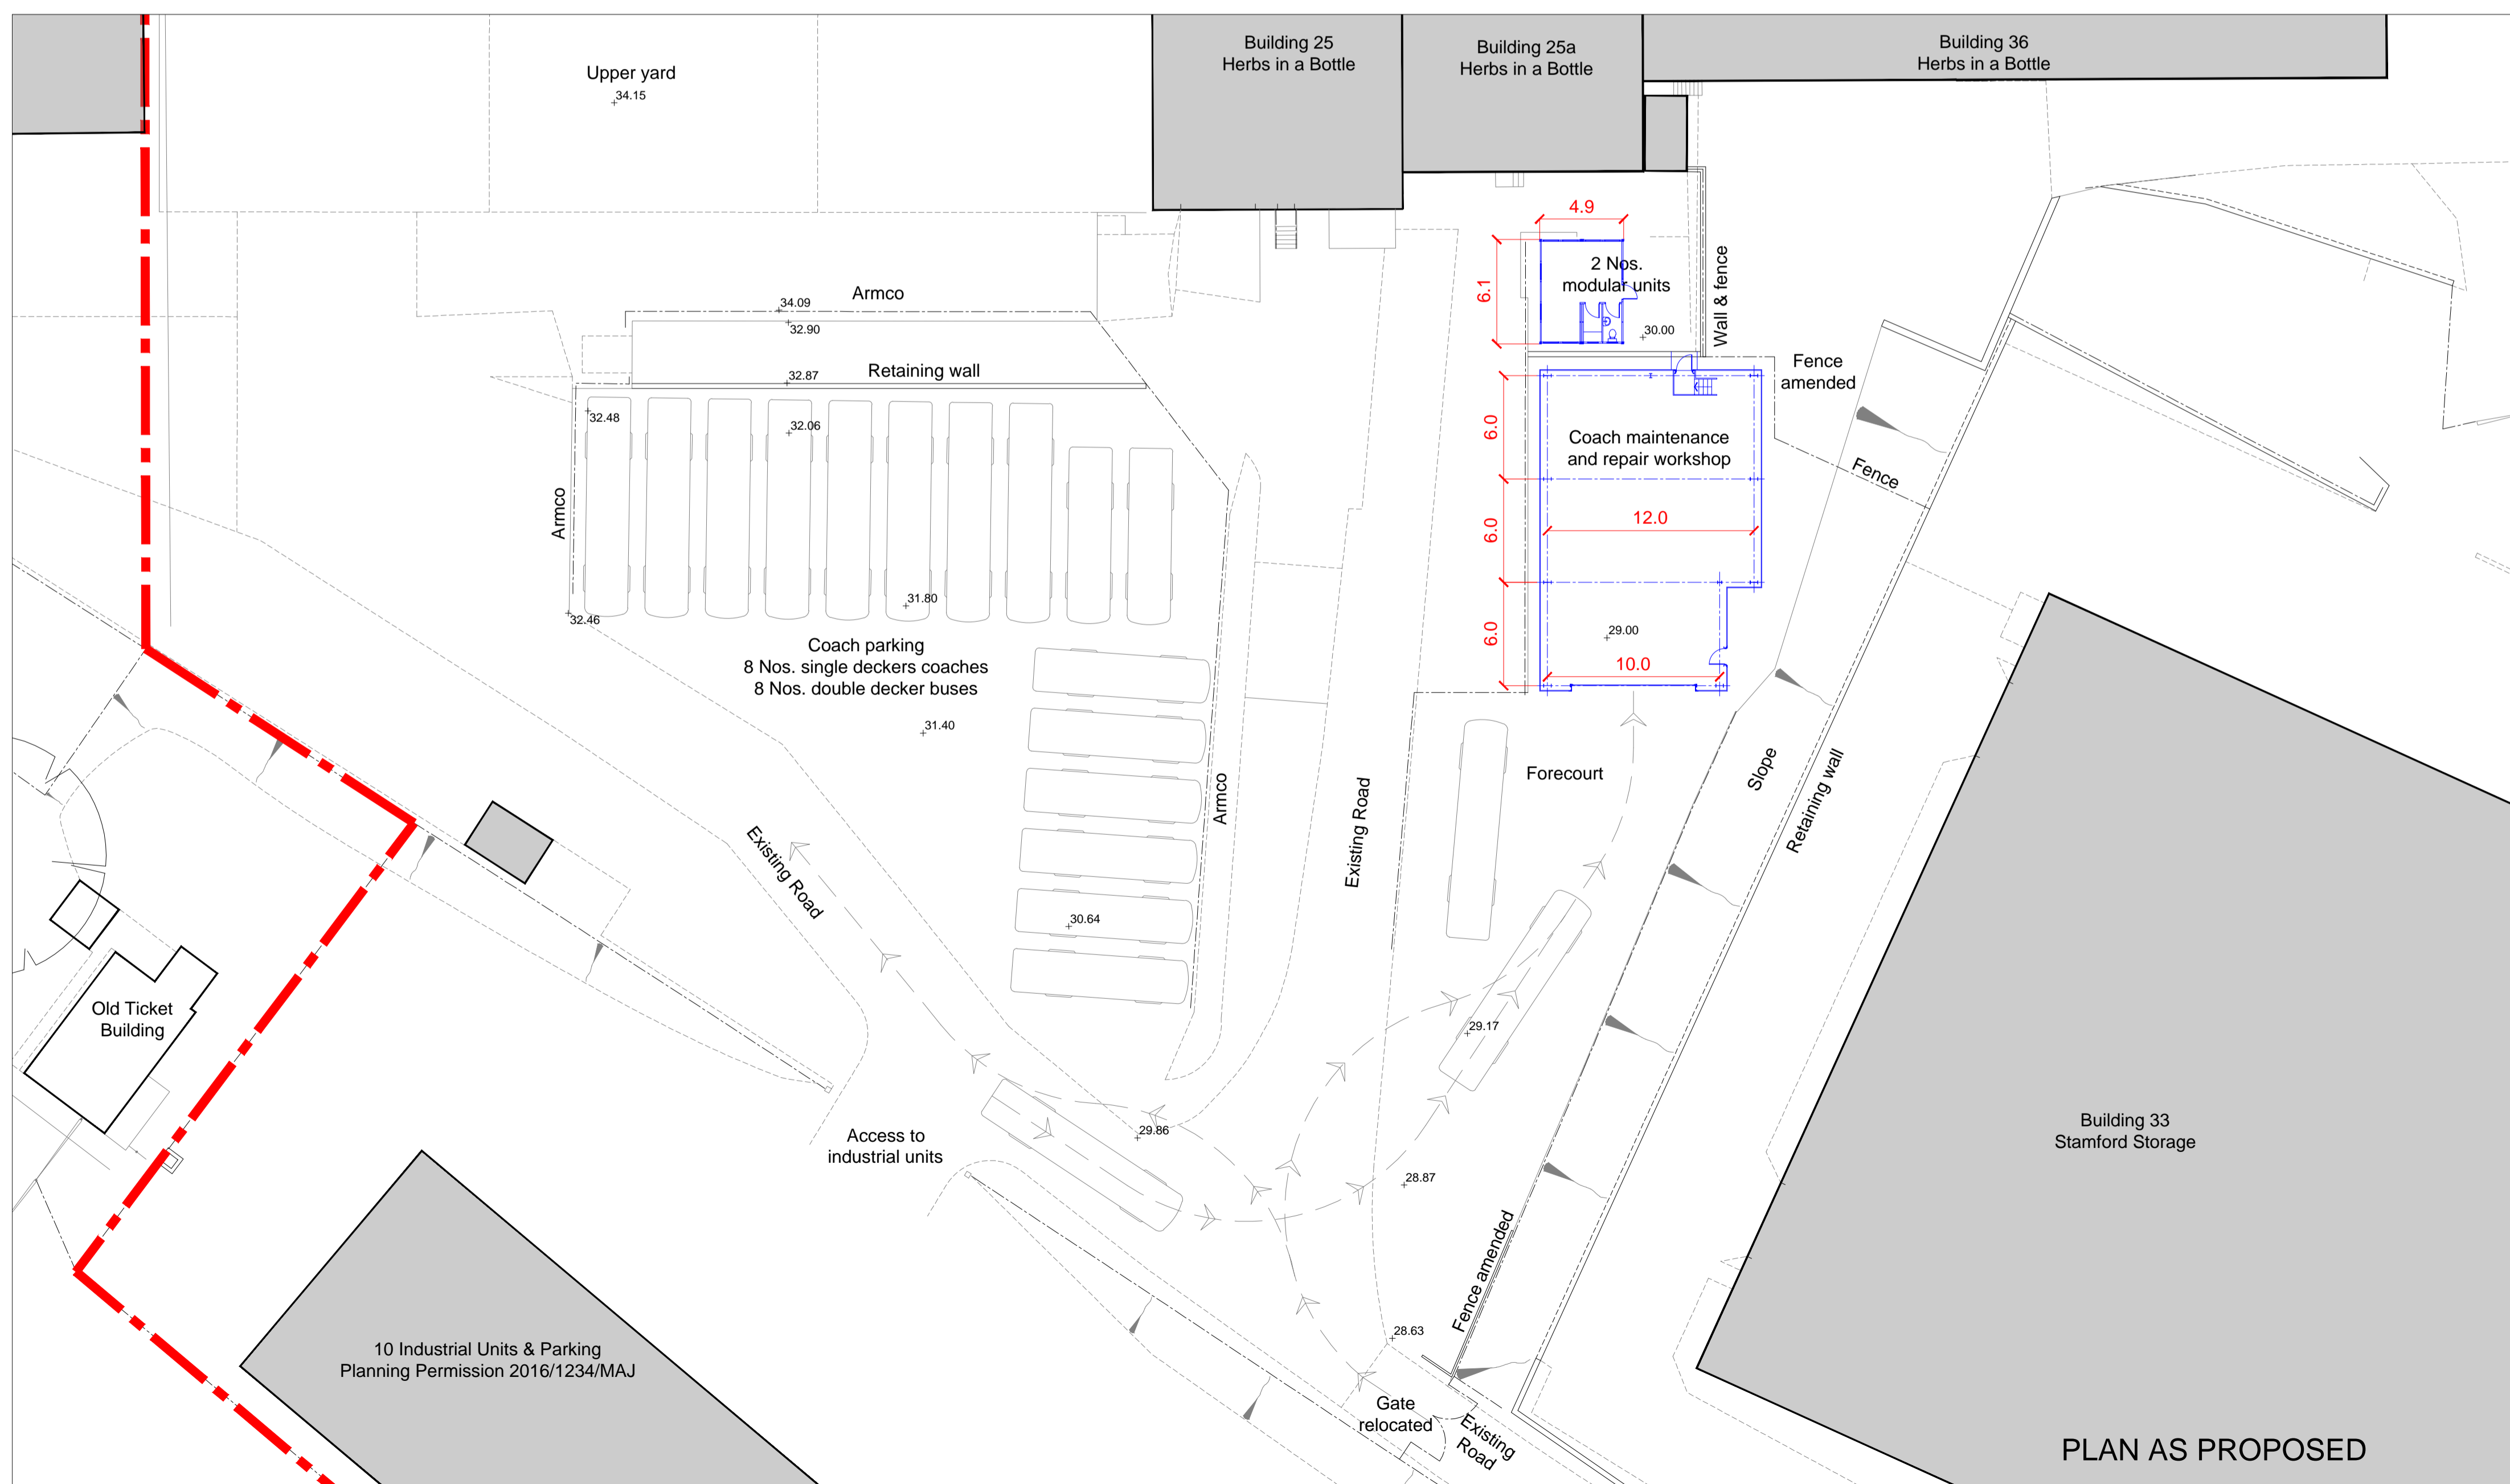 Building 25
Herbs in a Bottle
Building 25a
Herbs in a Bottle
Building 36
Herbs in a Bottle
Upper yard
34.15
4.9
6.1
2 Nos.
modular units
Wall & fence
30.00
34.09
Armco
32.90
32.87
Retaining wall
Fence
amended
32.48
32.06
6.0
Coach maintenance
and repair workshop
Fence
Armco
6.0
12.0
31.80
32.46
6.0
29.00
10.0
Coach parking
8 Nos. single deckers coaches
8 Nos. double decker buses
31.40
Armco
Existing Road
Forecourt
Slope
Retaining wall
Existing Road
30.64
Old Ticket
Building
29.17
Access to
industrial units
29.86
28.87
Building 33
Stamford Storage
Fence amended
28.63
10 Industrial Units & Parking
Planning Permission 2016/1234/MAJ
Gate
relocated
Existing
Road
PLAN AS PROPOSED